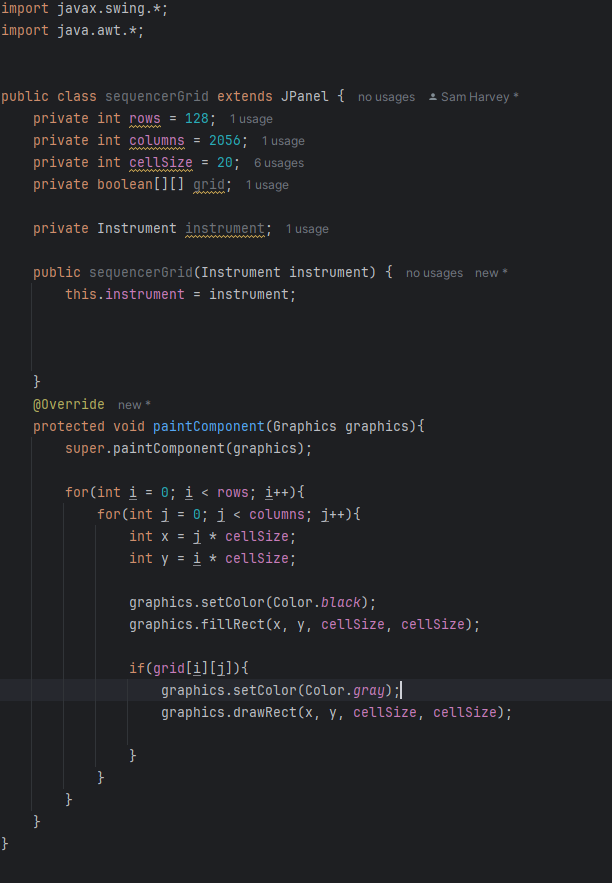 import javax.swing.*;
import java.awt.*;
public class sequencerGrid extends JPanel {  no usages  Sam Harvey *
    private int rows = 128;  1 usage
    private int columns = 2056;  1 usage
    private int cellSize = 20;  6 usages
    private boolean[][] grid;  1 usage
    private Instrument instrument;  1 usage
    public sequencerGrid(Instrument instrument) {  no usages  new *
        this.instrument = instrument;
    }
    @Override  new *
    protected void paintComponent(Graphics graphics){
        super.paintComponent(graphics);
        for(int i = 0; i < rows; i++){
            for(int j = 0; j < columns; j++){
                int x = j * cellSize;
                int y = i * cellSize;
                graphics.setColor(Color.black);
                graphics.fillRect(x, y, cellSize, cellSize);
                if(grid[i][j]){
                    graphics.setColor(Color.gray);
                    graphics.drawRect(x, y, cellSize, cellSize);
                }
            }
        }
    }
}